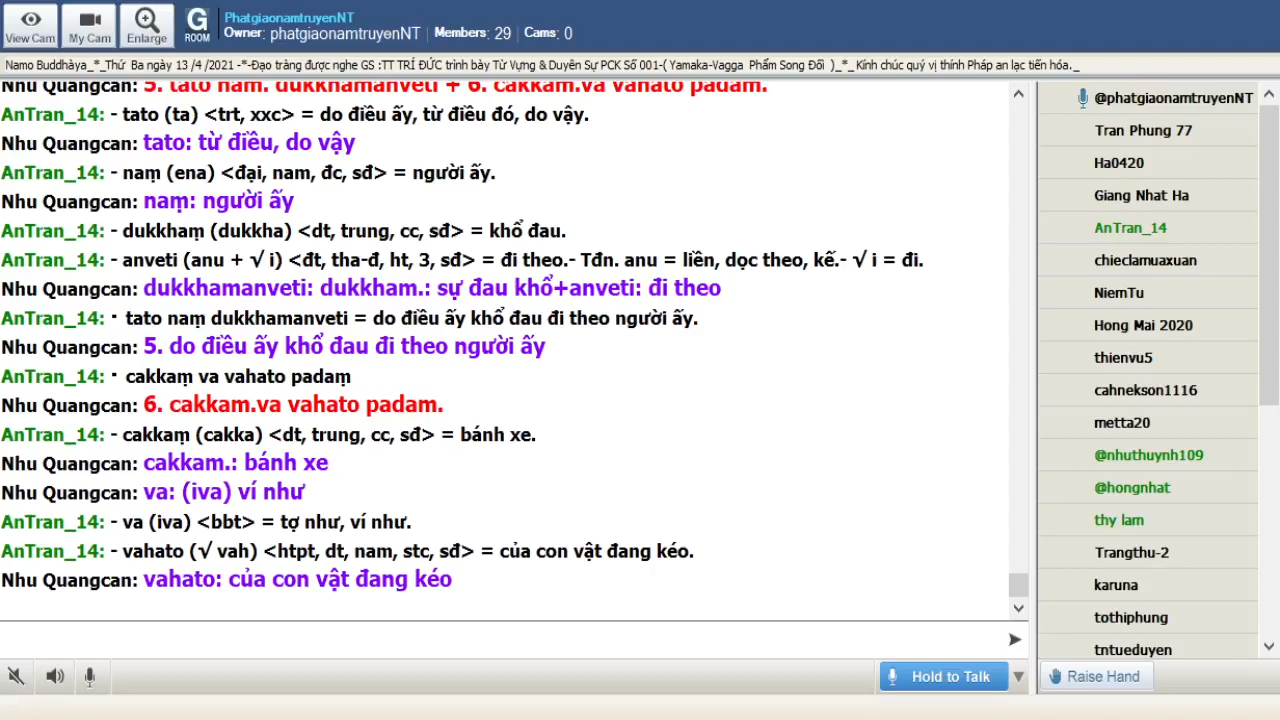 View Cam
My Cam
Enlarge
G
ROOM
PhatgiaonamtruyenNT
Owner: phatgiaonamtruyenNT | Members: 29 | Cams: 0
Namo Buddhàya_*_Thứ Ba ngày 13 /4 /2021 -*-Đạo tràng được nghe GS :TT TRÍ ĐỨC trình bày Từ Vựng & Duyên Sự PCK Số 001-( Yamaka-Vagga Phẩm Song Đối )_*_ Kính chúc quý vị thính Pháp an lạc tiến hóa._
Nhu Quangcan: 5. tato nam. dukkhamanveti + 6. cakkam.va vahato padam.
AnTran_14: - tato (ta) <trt, xxc> = do điều ấy, từ điều đó, do vậy.
Nhu Quangcan: tato: từ điều, do vậy
AnTran_14: - naṃ (ena) <đại, nam, đc, sđ> = người ấy.
Nhu Quangcan: naṃ: người ấy
AnTran_14: - dukkhaṃ (dukkha) <dt, trung, cc, sđ> = khổ đau.
AnTran_14: - anveti (anu + √ i) <đt, tha-đ, ht, 3, sđ> = đi theo.- Tđn. anu = liền, dọc theo, kế.- √ i = đi.
Nhu Quangcan: dukkhamanveti: dukkham.: sự đau khổ+anveti: đi theo
AnTran_14: · tato naṃ dukkhamanveti = do điều ấy khổ đau đi theo người ấy.
Nhu Quangcan: 5. do điều ấy khổ đau đi theo người ấy
AnTran_14: · cakkaṃ va vahato padaṃ
Nhu Quangcan: 6. cakkam.va vahato padam.
AnTran_14: - cakkaṃ (cakka) <dt, trung, cc, sđ> = bánh xe.
Nhu Quangcan: cakkam.: bánh xe
Nhu Quangcan: va: (iva) ví như
AnTran_14: - va (iva) <bbt> = tợ như, ví như.
AnTran_14: - vahato (√ vah) <htpt, dt, nam, stc, sđ> = của con vật đang kéo.
Nhu Quangcan: vahato: của con vật đang kéo
@phatgiaonamtruyenNT
Tran Phung 77
Ha0420
Giang Nhat Ha
AnTran_14
chieclamuaxuan
NiemTu
Hong Mai 2020
thienvu5
cahnekson1116
metta20
@nhuthuynh109
@hongnhat
thy lam
Trangthu-2
karuna
tothiphung
tntueduyen
Hold to Talk
Raise Hand